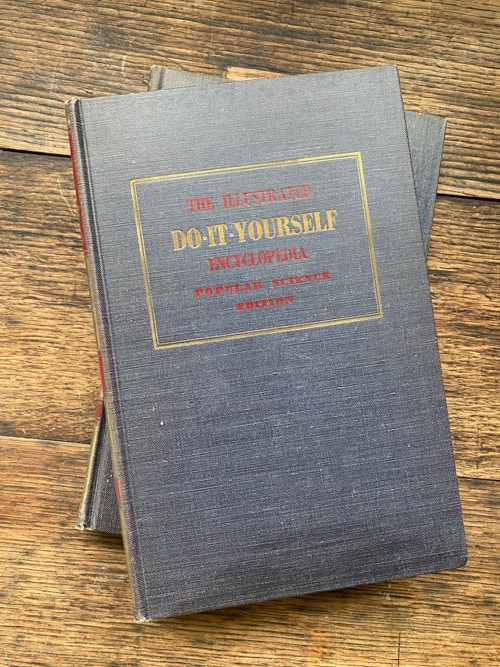 THE ILLUSTRATED
DO-IT-YOURSELF
ENCYCLOPEDIA
POPULAR SCIENCE
EDITION